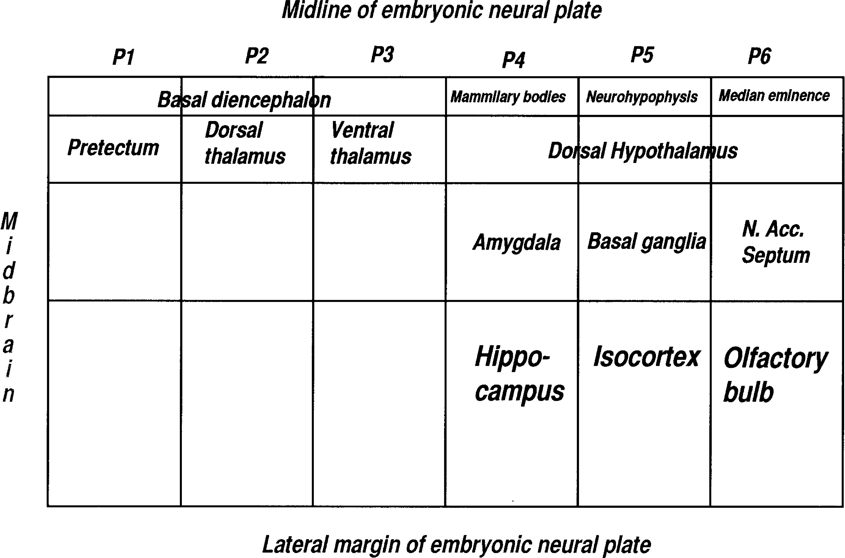 Midline of embryonic neural plate
P1 P2 P3 P4 P5 P6
Basal diencephalon Mammilary bodies Neurohypophysis Median eminence
Pretectum
Dorsal
thalamus
Ventral
thalamus
Dorsal Hypothalamus
Midbrain
Amygdala
Basal ganglia
N. Acc.
Septum
Hippo-
campus
Isocortex
Olfactory
bulb
Lateral margin of embryonic neural plate